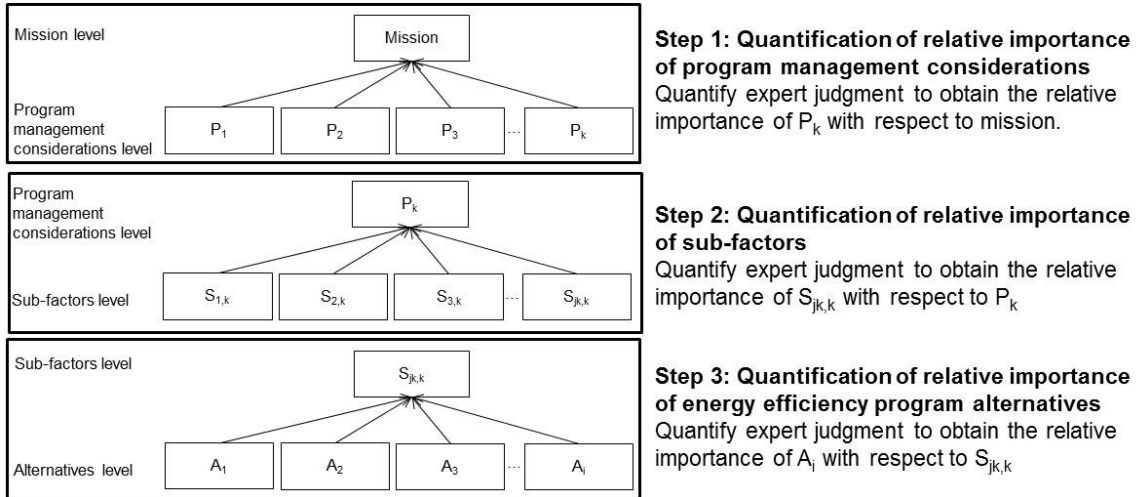 Mission level
Mission
Program
management
considerations level
P1
P2
P3
...
Pk
Step 1: Quantification of relative importance
of program management considerations
Quantify expert judgment to obtain the relative
importance of Pk with respect to mission.
Program
management
considerations level
Pk
Sub-factors level
S1,k
S2,k
S3,k
...
Sjk,k
Step 2: Quantification of relative importance
of sub-factors
Quantify expert judgment to obtain the relative
importance of Sjk,k with respect to Pk
Sub-factors level
Sjk,k
Alternatives level
A1
A2
A3
...
Ai
Step 3: Quantification of relative importance
of energy efficiency program alternatives
Quantify expert judgment to obtain the relative
importance of Ai with respect to Sjk,k